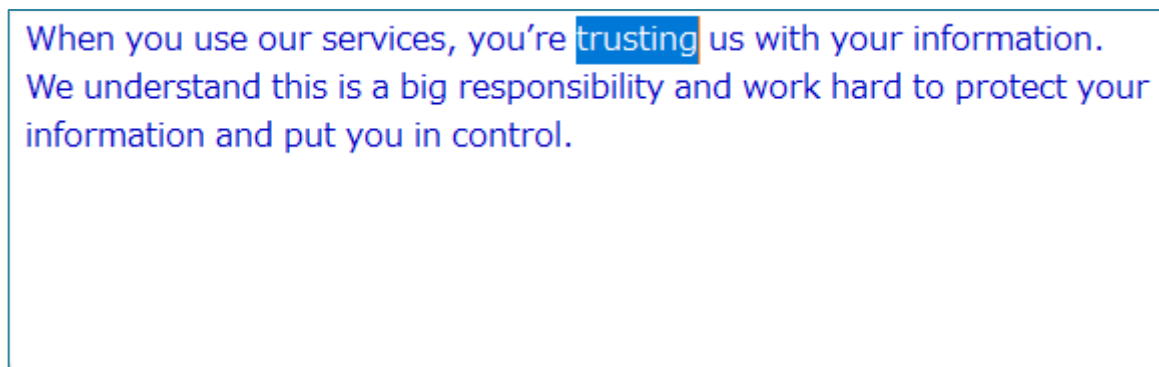 When you use our services, you’re trusting us with your information.
We understand this is a big responsibility and work hard to protect your
information and put you in control.